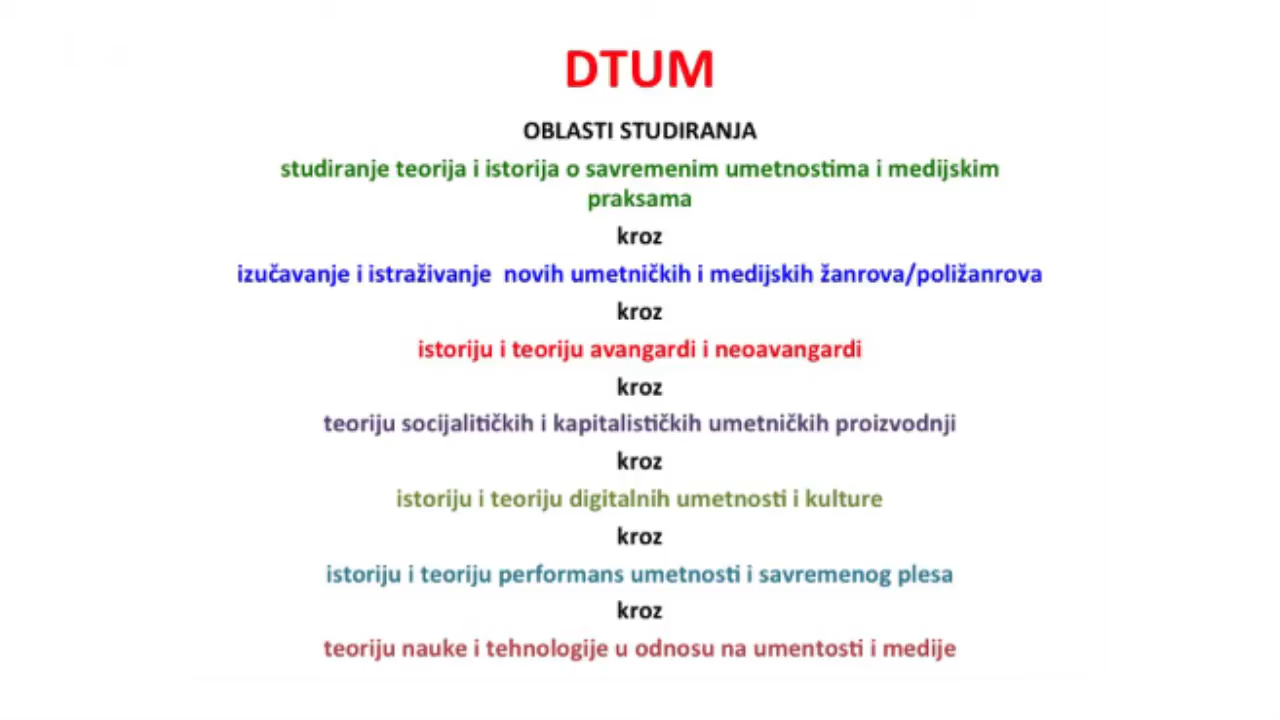 DTUM
OBLASTI STUDIRANJA
studiranje teorija i istorija o savremenim umetnostima i medijskim
praksama
kroz
izučavanje i istraživanje  novih umetničkih i medijskih žanrova/poližanrova
kroz
istoriju i teoriju avangardi i neoavangardi
kroz
teoriju socijalitičkih i kapitalističkih umetničkih proizvodnji
kroz
istoriju i teoriju digitalnih umetnosti i kulture
kroz
istoriju i teoriju performans umetnosti i savremenog plesa
kroz
teoriju nauke i tehnologije u odnosu na umentosti i medije